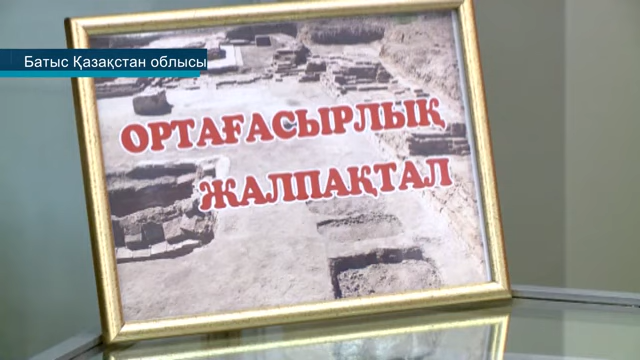 Батыс Қазақстан облысы
ОРТАҒАСЫРЛЫҚ
ЖАЛПАҚТАЛ